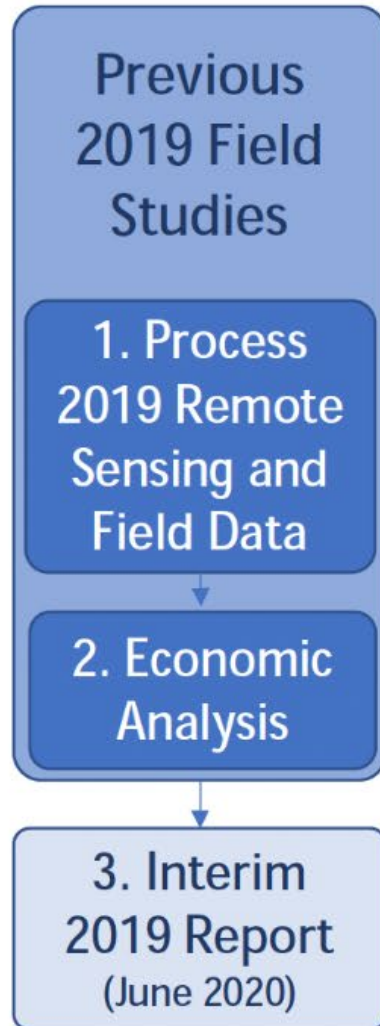 Previous
2019 Field
Studies
1. Process
2019 Remote
Sensing and
Field Data
2. Economic
Analysis
3. Interim
2019 Report
(June 2020)